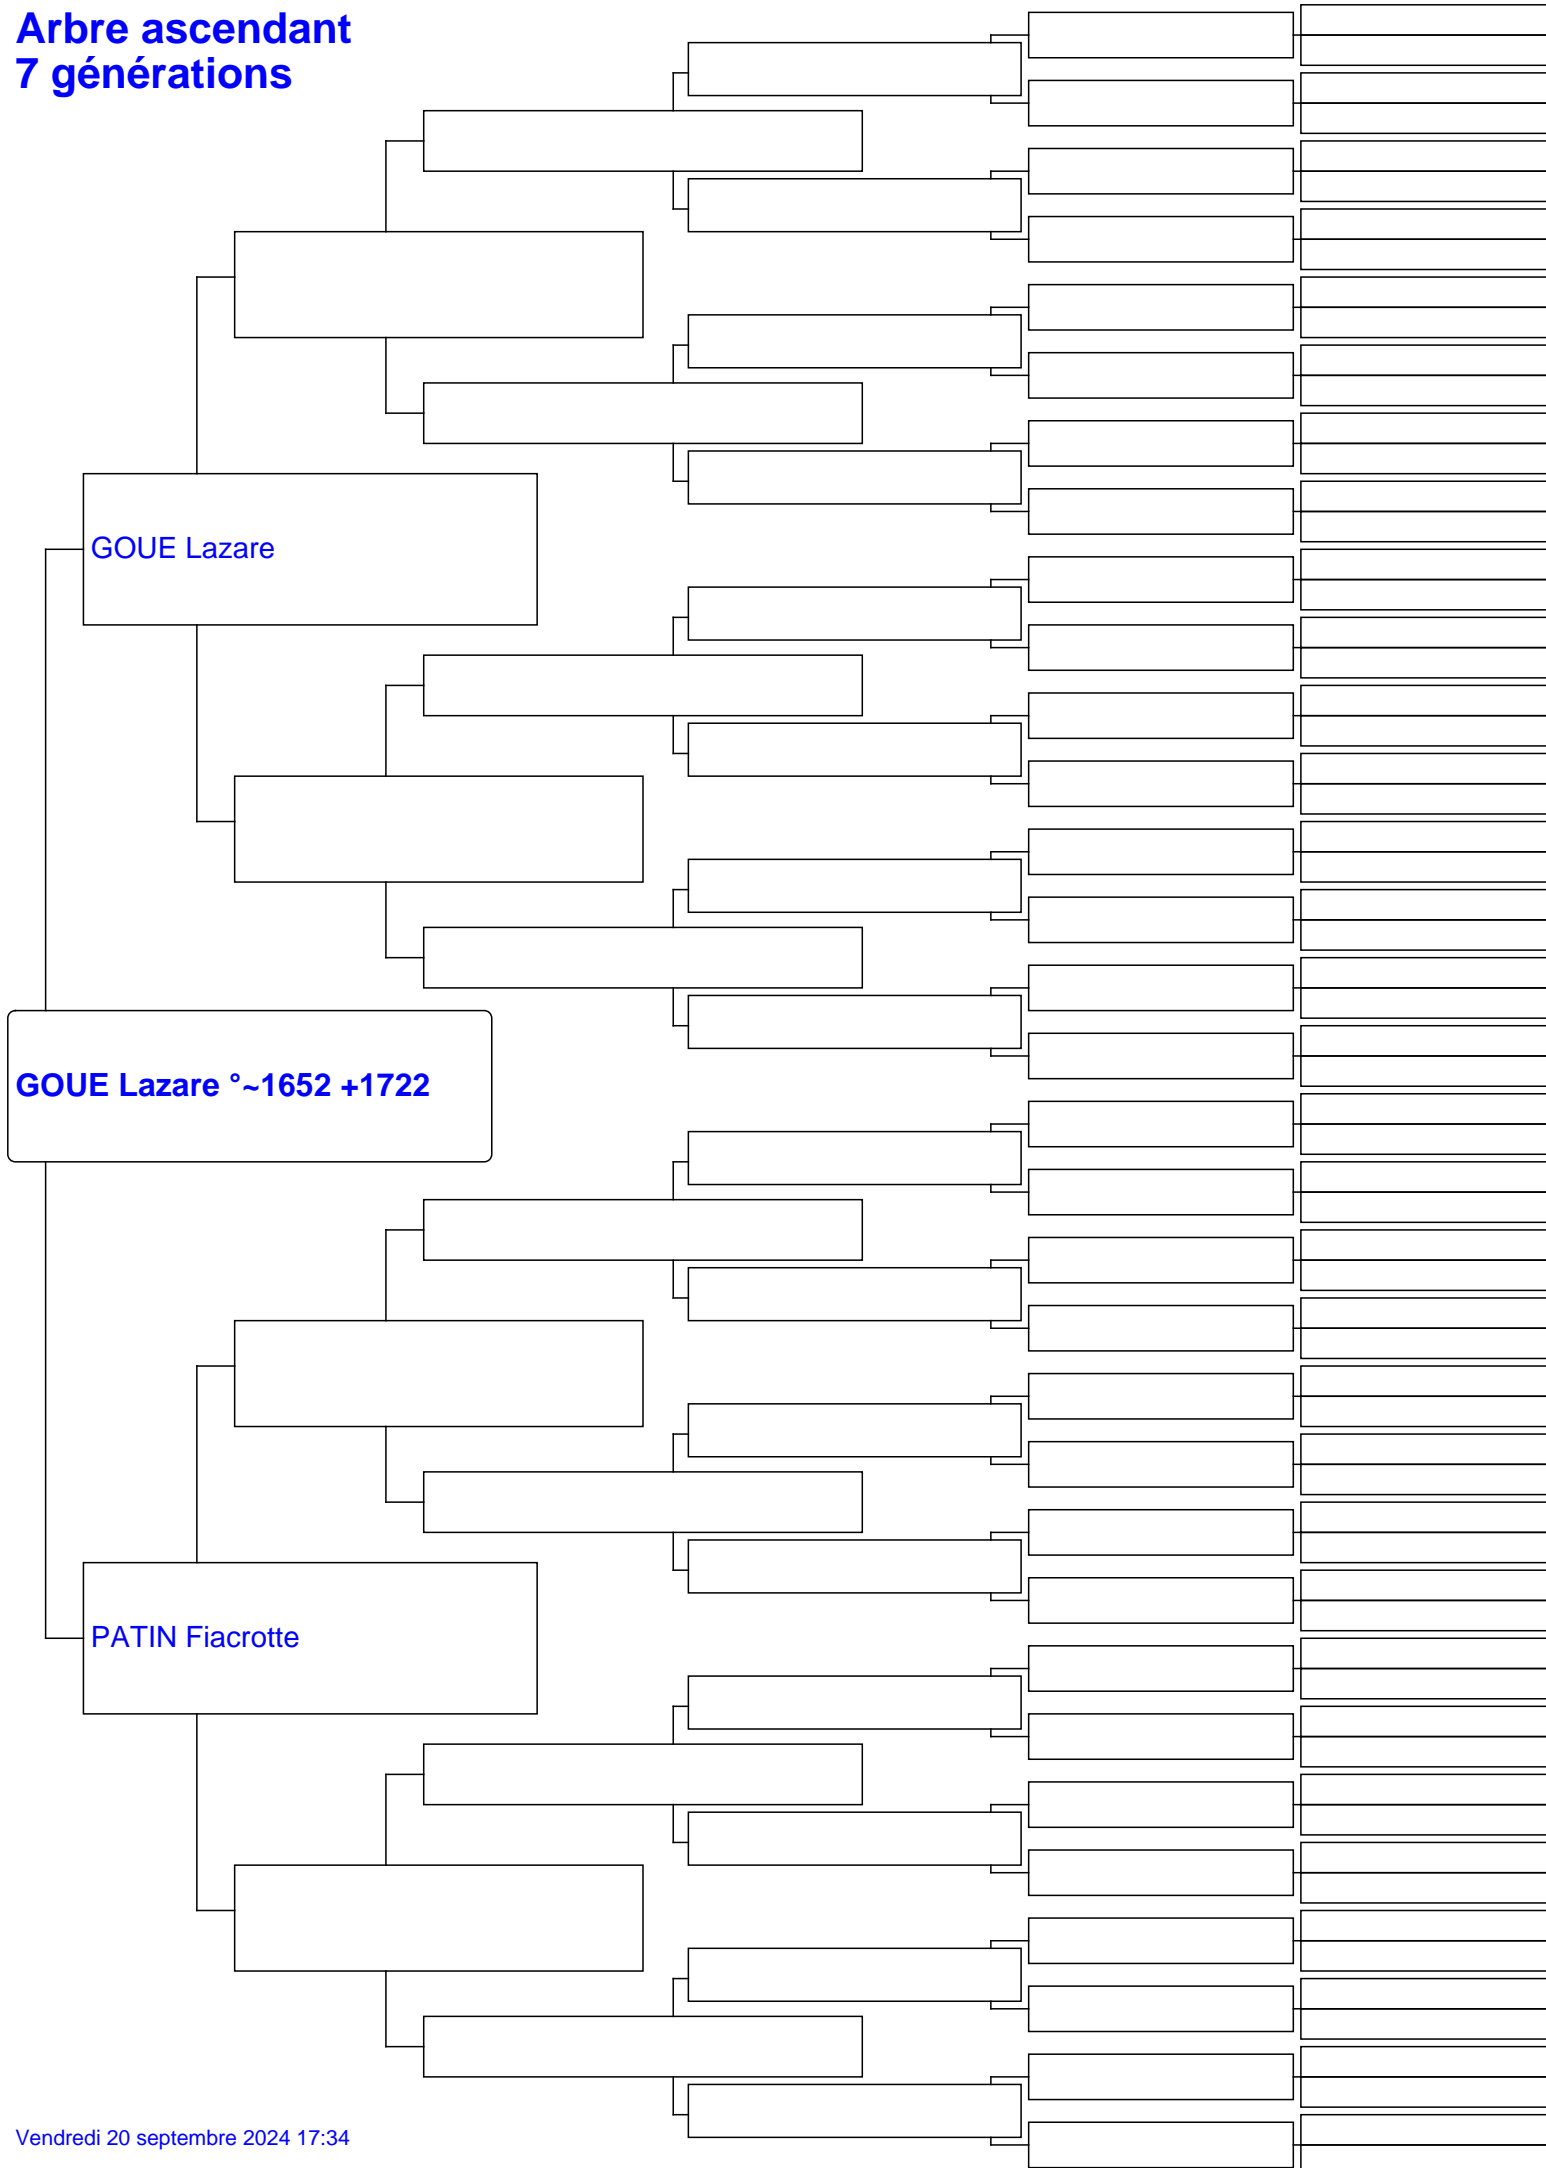 Arbre ascendant
7 générations
GOUE Lazare
GOUE Lazare °~1652 +1722
PATIN Fiacrotte
Vendredi 20 septembre 2024 17:34